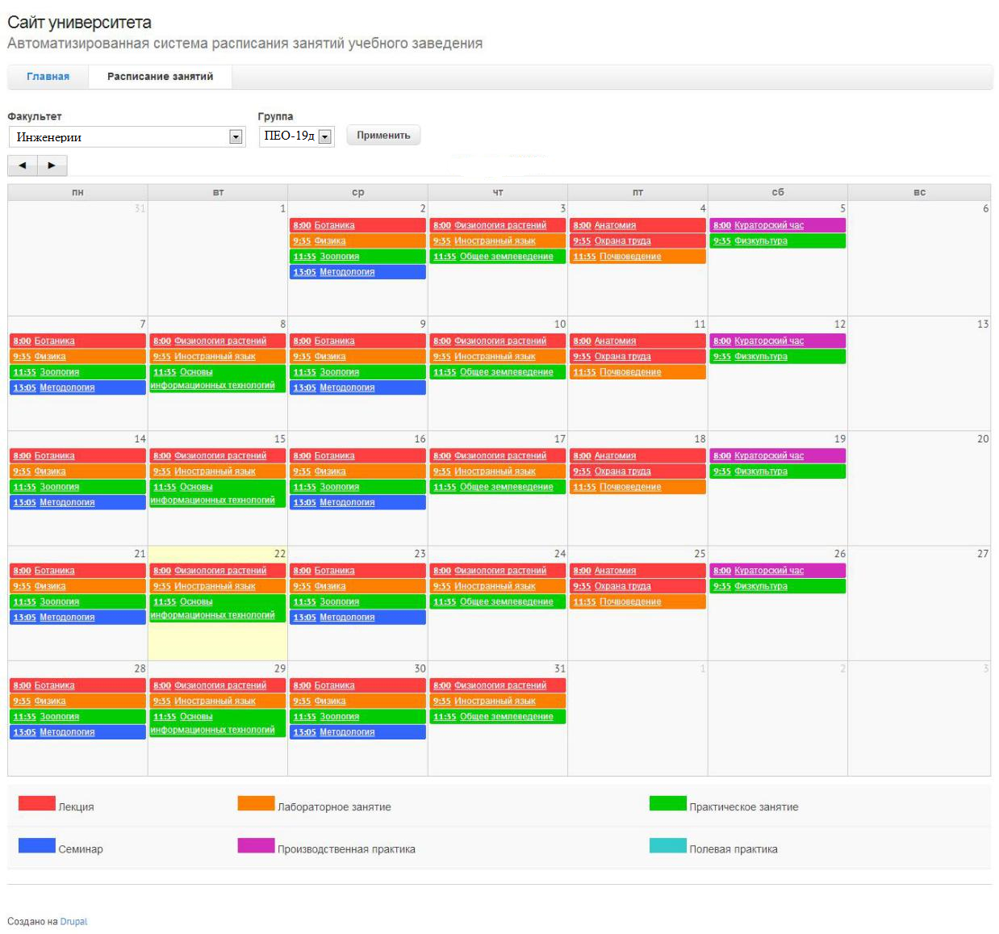 Сайт университета
Автоматизированная система расписания занятий учебного заведения
Главная Расписание занятий
Факультет Группа
Инженерии ПЕО-19д Применить
пн вт ср чт пт сб вс
31 1 2 3 4 5 6
8:00 Ботаника 8:00 Физиология растений 8:00 Анатомия 8:00 Кураторский час
9:35 Физика 9:35 Иностранный язык 9:35 Охрана труда 9:35 Физкультура
11:35 Зоология 11:35 Общее землеведение 11:35 Почвоведение
13:05 Методология
7 8 9 10 11 12 13
8:00 Ботаника 8:00 Физиология растений 8:00 Ботаника 8:00 Физиология растений 8:00 Анатомия 8:00 Кураторский час
9:35 Физика 9:35 Иностранный язык 9:35 Физика 9:35 Иностранный язык 9:35 Охрана труда 9:35 Физкультура
11:35 Зоология 11:35 Основы 11:35 Зоология 11:35 Общее землеведение 11:35 Почвоведение
13:05 Методология информационных технологий 13:05 Методология
14 15 16 17 18 19 20
8:00 Ботаника 8:00 Физиология растений 8:00 Ботаника 8:00 Физиология растений 8:00 Анатомия 8:00 Кураторский час
9:35 Физика 9:35 Иностранный язык 9:35 Физика 9:35 Иностранный язык 9:35 Охрана труда 9:35 Физкультура
11:35 Зоология 11:35 Основы 11:35 Зоология 11:35 Общее землеведение 11:35 Почвоведение
13:05 Методология информационных технологий 13:05 Методология
21 22 23 24 25 26 27
8:00 Ботаника 8:00 Физиология растений 8:00 Ботаника 8:00 Физиология растений 8:00 Анатомия 8:00 Кураторский час
9:35 Физика 9:35 Иностранный язык 9:35 Физика 9:35 Иностранный язык 9:35 Охрана труда 9:35 Физкультура
11:35 Зоология 11:35 Основы 11:35 Зоология 11:35 Общее землеведение 11:35 Почвоведение
13:05 Методология информационных технологий 13:05 Методология
28 29 30 31 1 2 3
8:00 Ботаника 8:00 Физиология растений 8:00 Ботаника 8:00 Физиология растений
9:35 Физика 9:35 Иностранный язык 9:35 Физика 9:35 Иностранный язык
11:35 Зоология 11:35 Основы 11:35 Зоология 11:35 Общее землеведение
13:05 Методология информационных технологий 13:05 Методология
Лекция Лабораторное занятие Практическое занятие
Семинар Производственная практика Полевая практика
Создано на Drupal